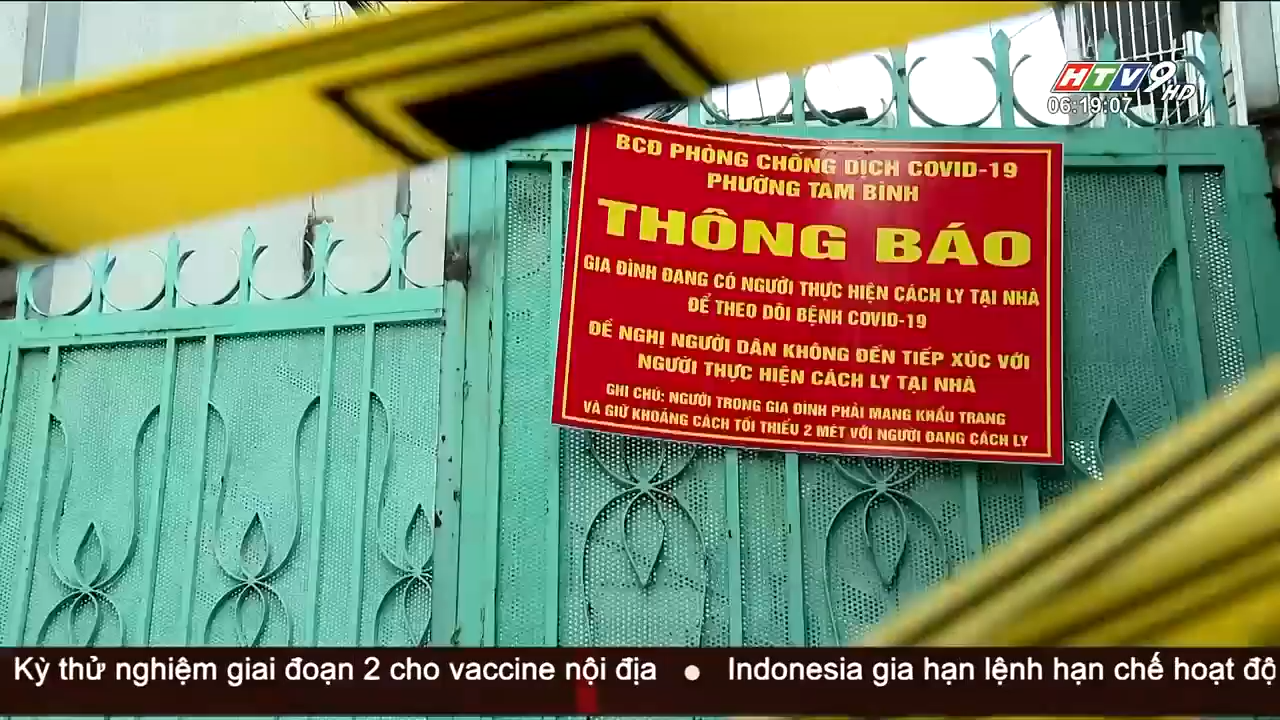 HTV9 HD
06:19:07
BCĐ PHÒNG CHỐNG DỊCH COVID-19
PHƯỜNG TAM BÌNH
THÔNG BÁO
GIA ĐÌNH ĐANG CÓ NGƯỜI THỰC HIỆN CÁCH LY TẠI NHÀ
ĐỂ THEO DÕI BỆNH COVID-19
ĐỀ NGHỊ NGƯỜI DÂN KHÔNG ĐẾN TIẾP XÚC VỚI
NGƯỜI THỰC HIỆN CÁCH LY TẠI NHÀ
GHI CHÚ: NGƯỜI TRONG GIA ĐÌNH PHẢI MANG KHẨU TRANG
VÀ GIỮ KHOẢNG CÁCH TỐI THIỂU 2 MÉT VỚI NGƯỜI ĐANG CÁCH LY
Kỳ thử nghiệm giai đoạn 2 cho vaccine nội địa ● Indonesia gia hạn lệnh hạn chế hoạt độ